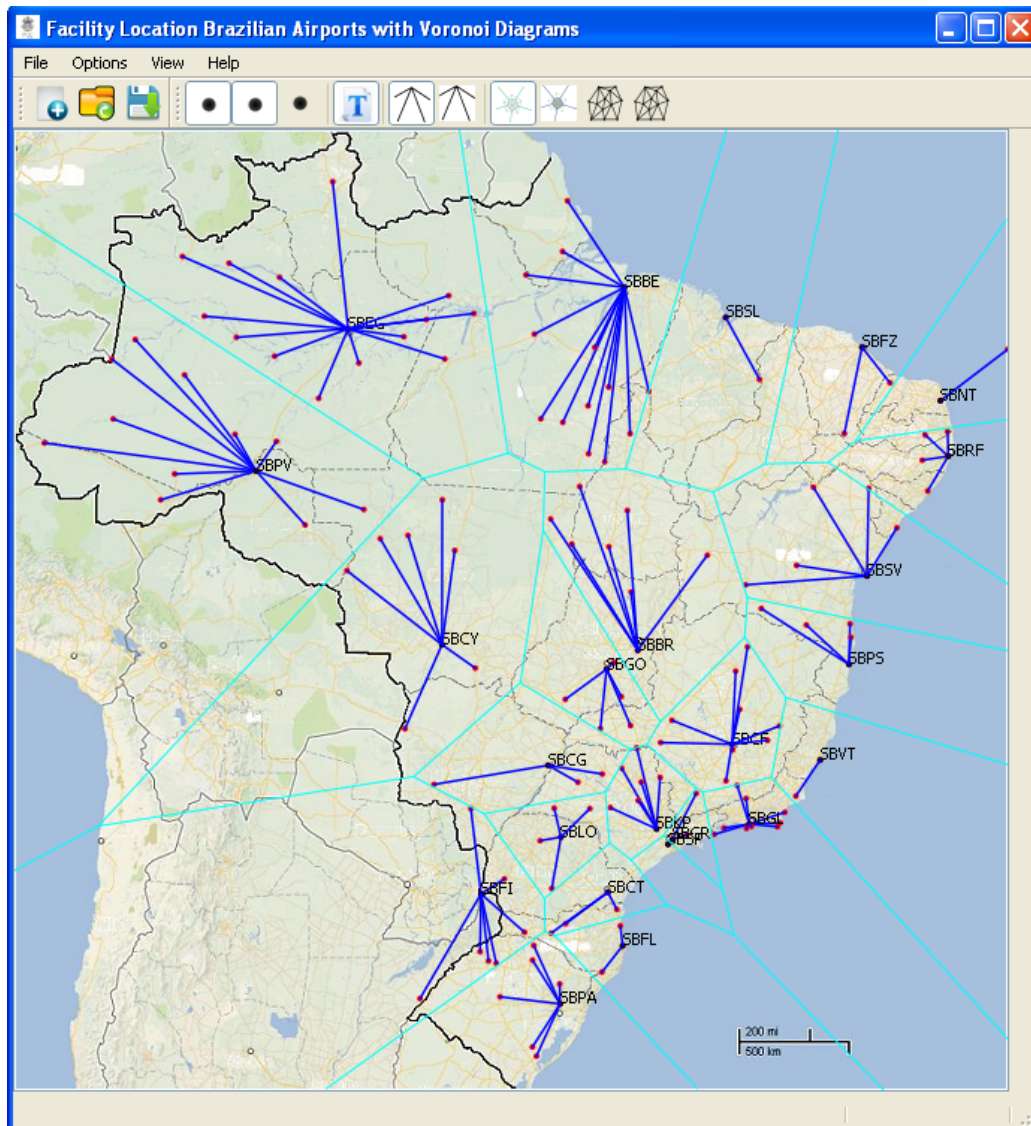 Facility Location Brazilian Airports with Voronoi Diagrams
File Options View Help
T
SBBE
SBSL
SBEG
SBFZ
SBNT
SBRF
SBPV
SBSV
SBCY
SBBR
SBGO
SBPS
SBCF
SBVT
SBCG
SBKP
SBGL
SBLO
SBGR
SBSP
SBFI
SBCT
SBFL
SBPA
200 mi
500 km